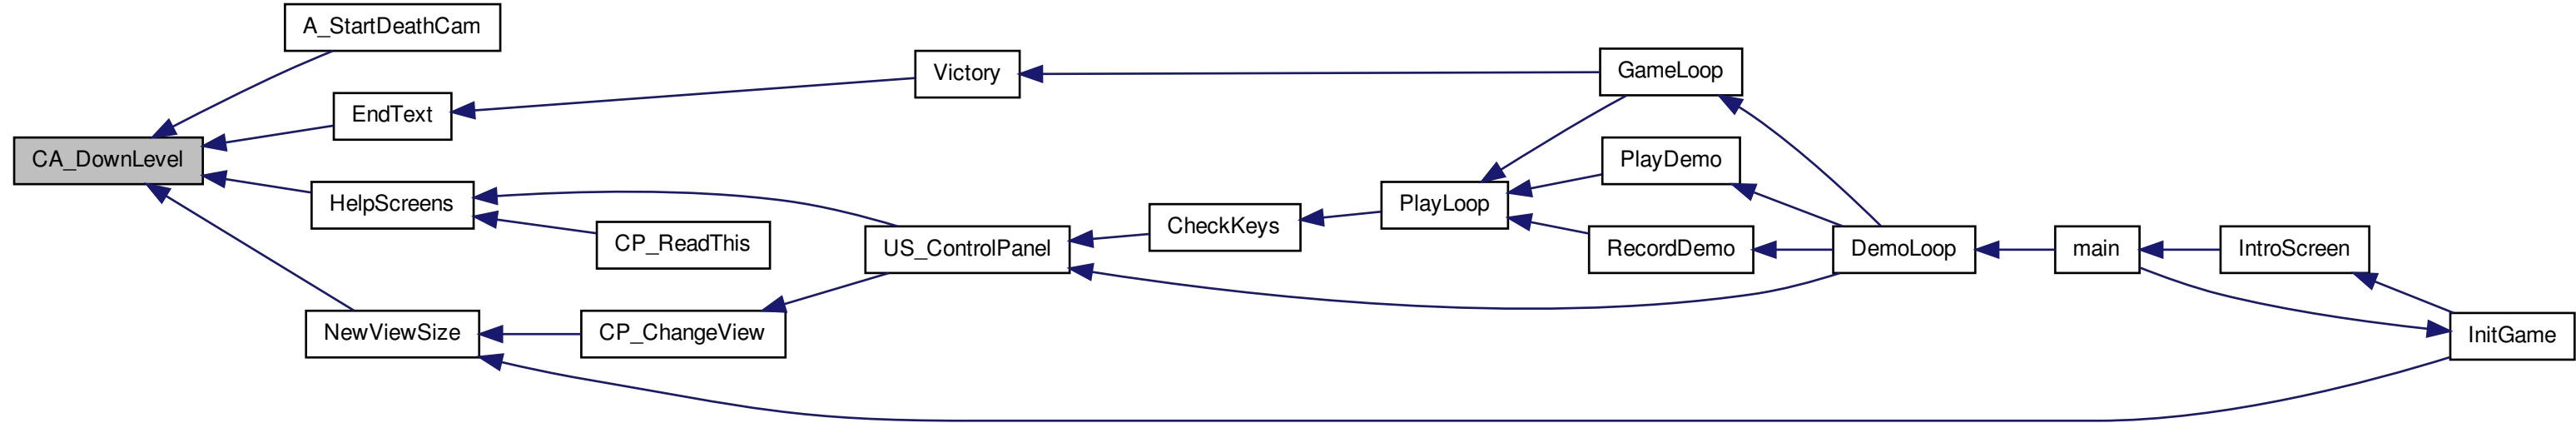 A_StartDeathCam
EndText
Victory
GameLoop
CA_DownLevel
PlayDemo
HelpScreens
PlayLoop
CP_ReadThis
CheckKeys
US_ControlPanel
RecordDemo
DemoLoop
main
IntroScreen
NewViewSize
CP_ChangeView
InitGame